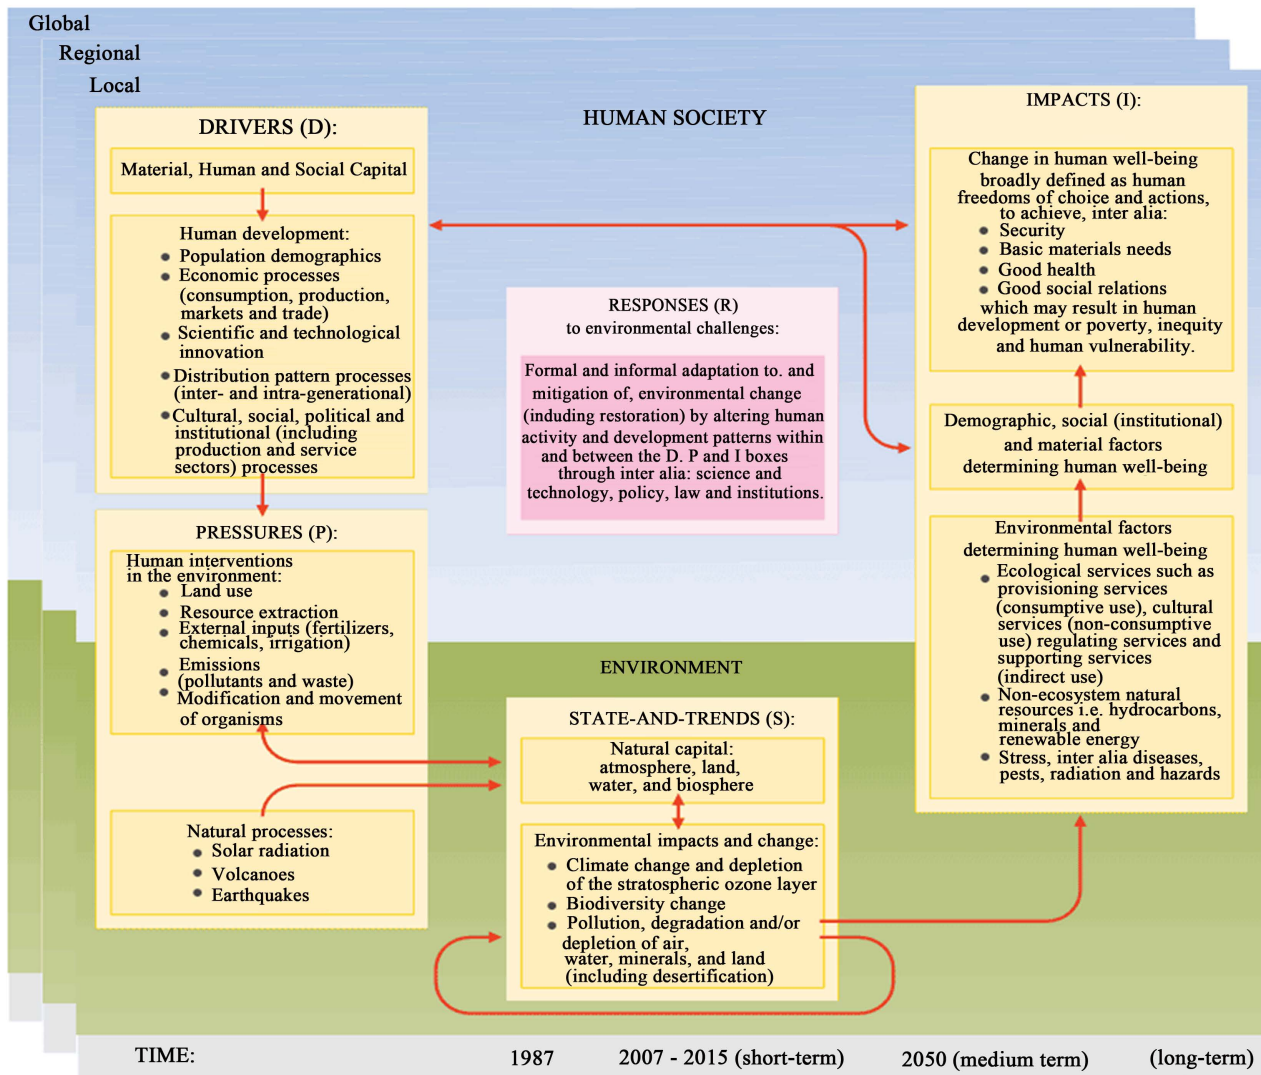 Global
Regional
Local
DRIVERS (D):
Material, Human and Social Capital
Human development:
Population demographics
Economic processes
(consumption, production,
markets and trade)
Scientific and technological
innovation
Distribution pattern processes
(inter- and intra-generational)
Cultural, social, political and
institutional (including
production and service
sectors) processes
PRESSURES (P):
Human interventions
in the environment:
Land use
Resource extraction
External inputs (fertilizers,
chemicals, irrigation)
Emissions
(pollutants and waste)
Modification and movement
of organisms
Natural processes:
Solar radiation
Volcanoes
Earthquakes
HUMAN SOCIETY
RESPONSES (R)
to environmental challenges:
Formal and informal adaptation to. and
mitigation of, environmental change
(induding restoration) by altering human
activity and development patterns within
and between the D. P and I boxes
through inter alia: science and
technology, policy, law and institutions.
ENVIRONMENT
STATE-AND-TRENDS (S):
Natural capital:
atmosphere, land,
water, and biosphere
Environmental impacts and change:
Climate change and depletion
of the stratospheric ozone layer
Biodiversity change
Pollution, degradation and/or
depletion of air,
water, minerals, and land
(including desertification)
IMPACTS (I):
Change in human well-being
broadly defined as human
freedoms of choice and actions,
to achieve, inter alia:
Security
Basic materials needs
Good health
Good social relations
which may result in human
development or poverty, inequity
and human vulnerability.
Demographic, social (institutional)
and material factors
determining human well-being
Environmental factors
determining human well-being
Ecological services such as
provisioning services
(consumptive use), cultural
services (non-consumptive
use) regulating services and
supporting services
(indirect use)
Non-ecosystem natural
resources i.e. hydrocarbons,
minerals and
renewable energy
Stress, inter alia diseases,
pests, radiation and hazards
TIME: 1987 2007 - 2015 (short-term) 2050 (medium term) (long-term)